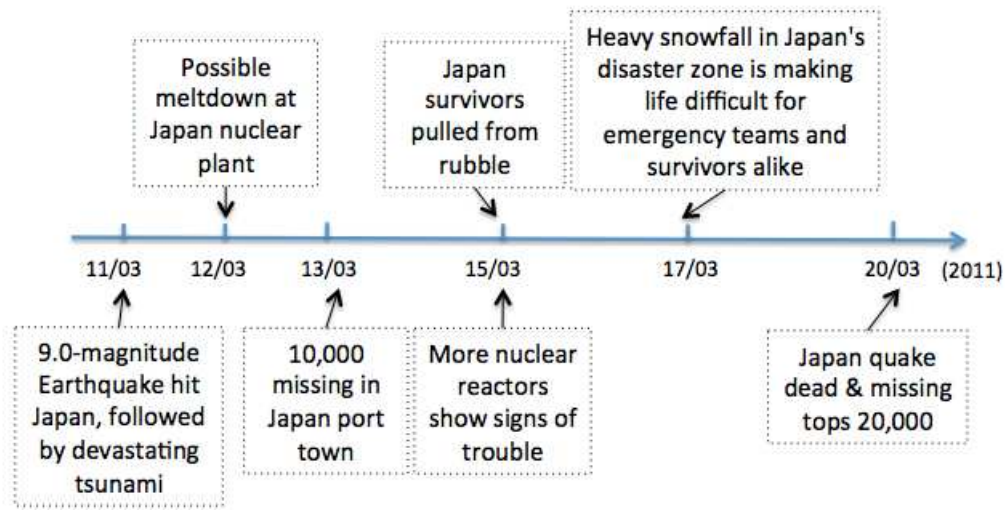 Possible
meltdown at
Japan nuclear
plant
Japan
survivors
pulled from
rubble
Heavy snowfall in Japan's
disaster zone is making
life difficult for
emergency teams and
survivors alike
11/03
12/03
13/03
15/03
17/03
20/03
(2011)
9.0-magnitude
Earthquake hit
Japan, followed
by devastating
tsunami
10,000
missing in
Japan port
town
More nuclear
reactors
show signs of
trouble
Japan quake
dead & missing
tops 20,000